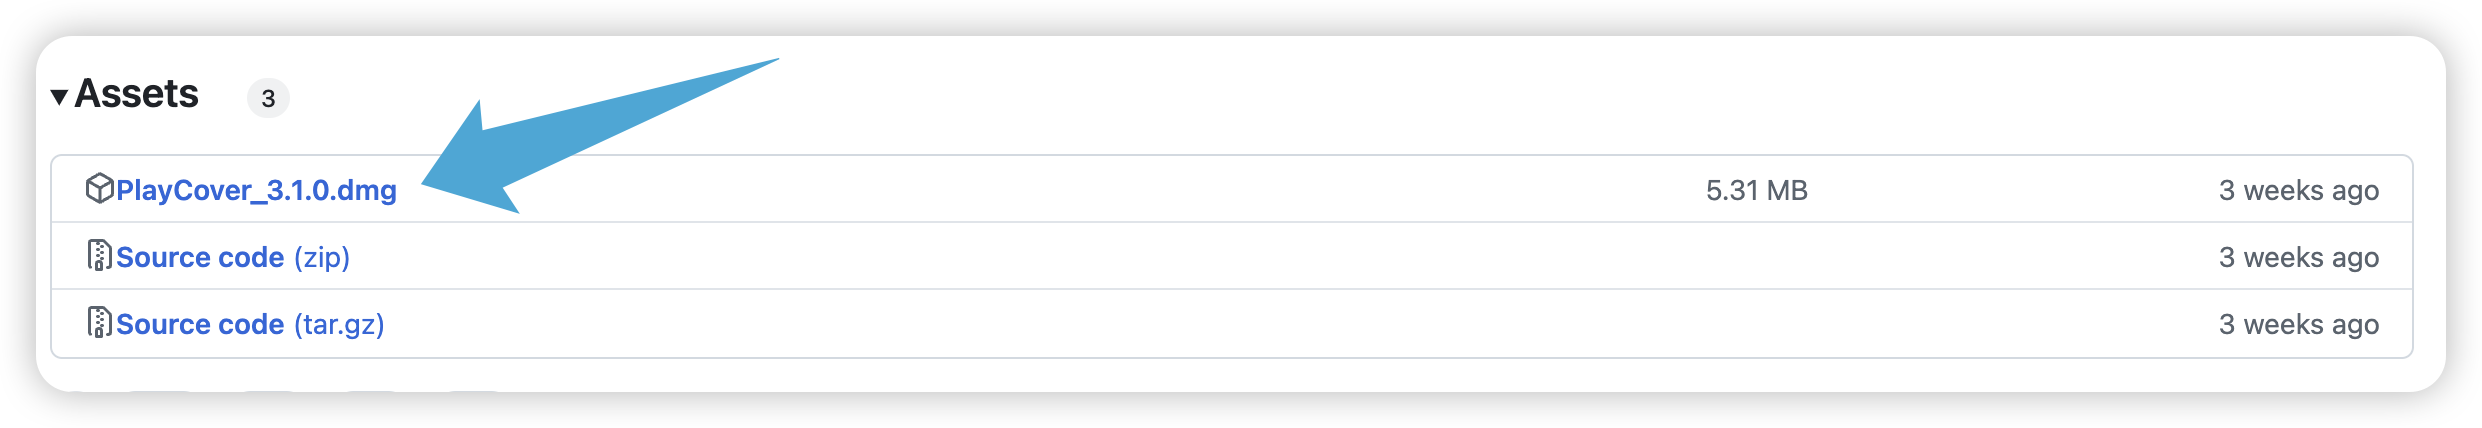 Assets 3
PlayCover_3.1.0.dmg 5.31 MB 3 weeks ago
Source code (zip) 3 weeks ago
Source code (tar.gz) 3 weeks ago